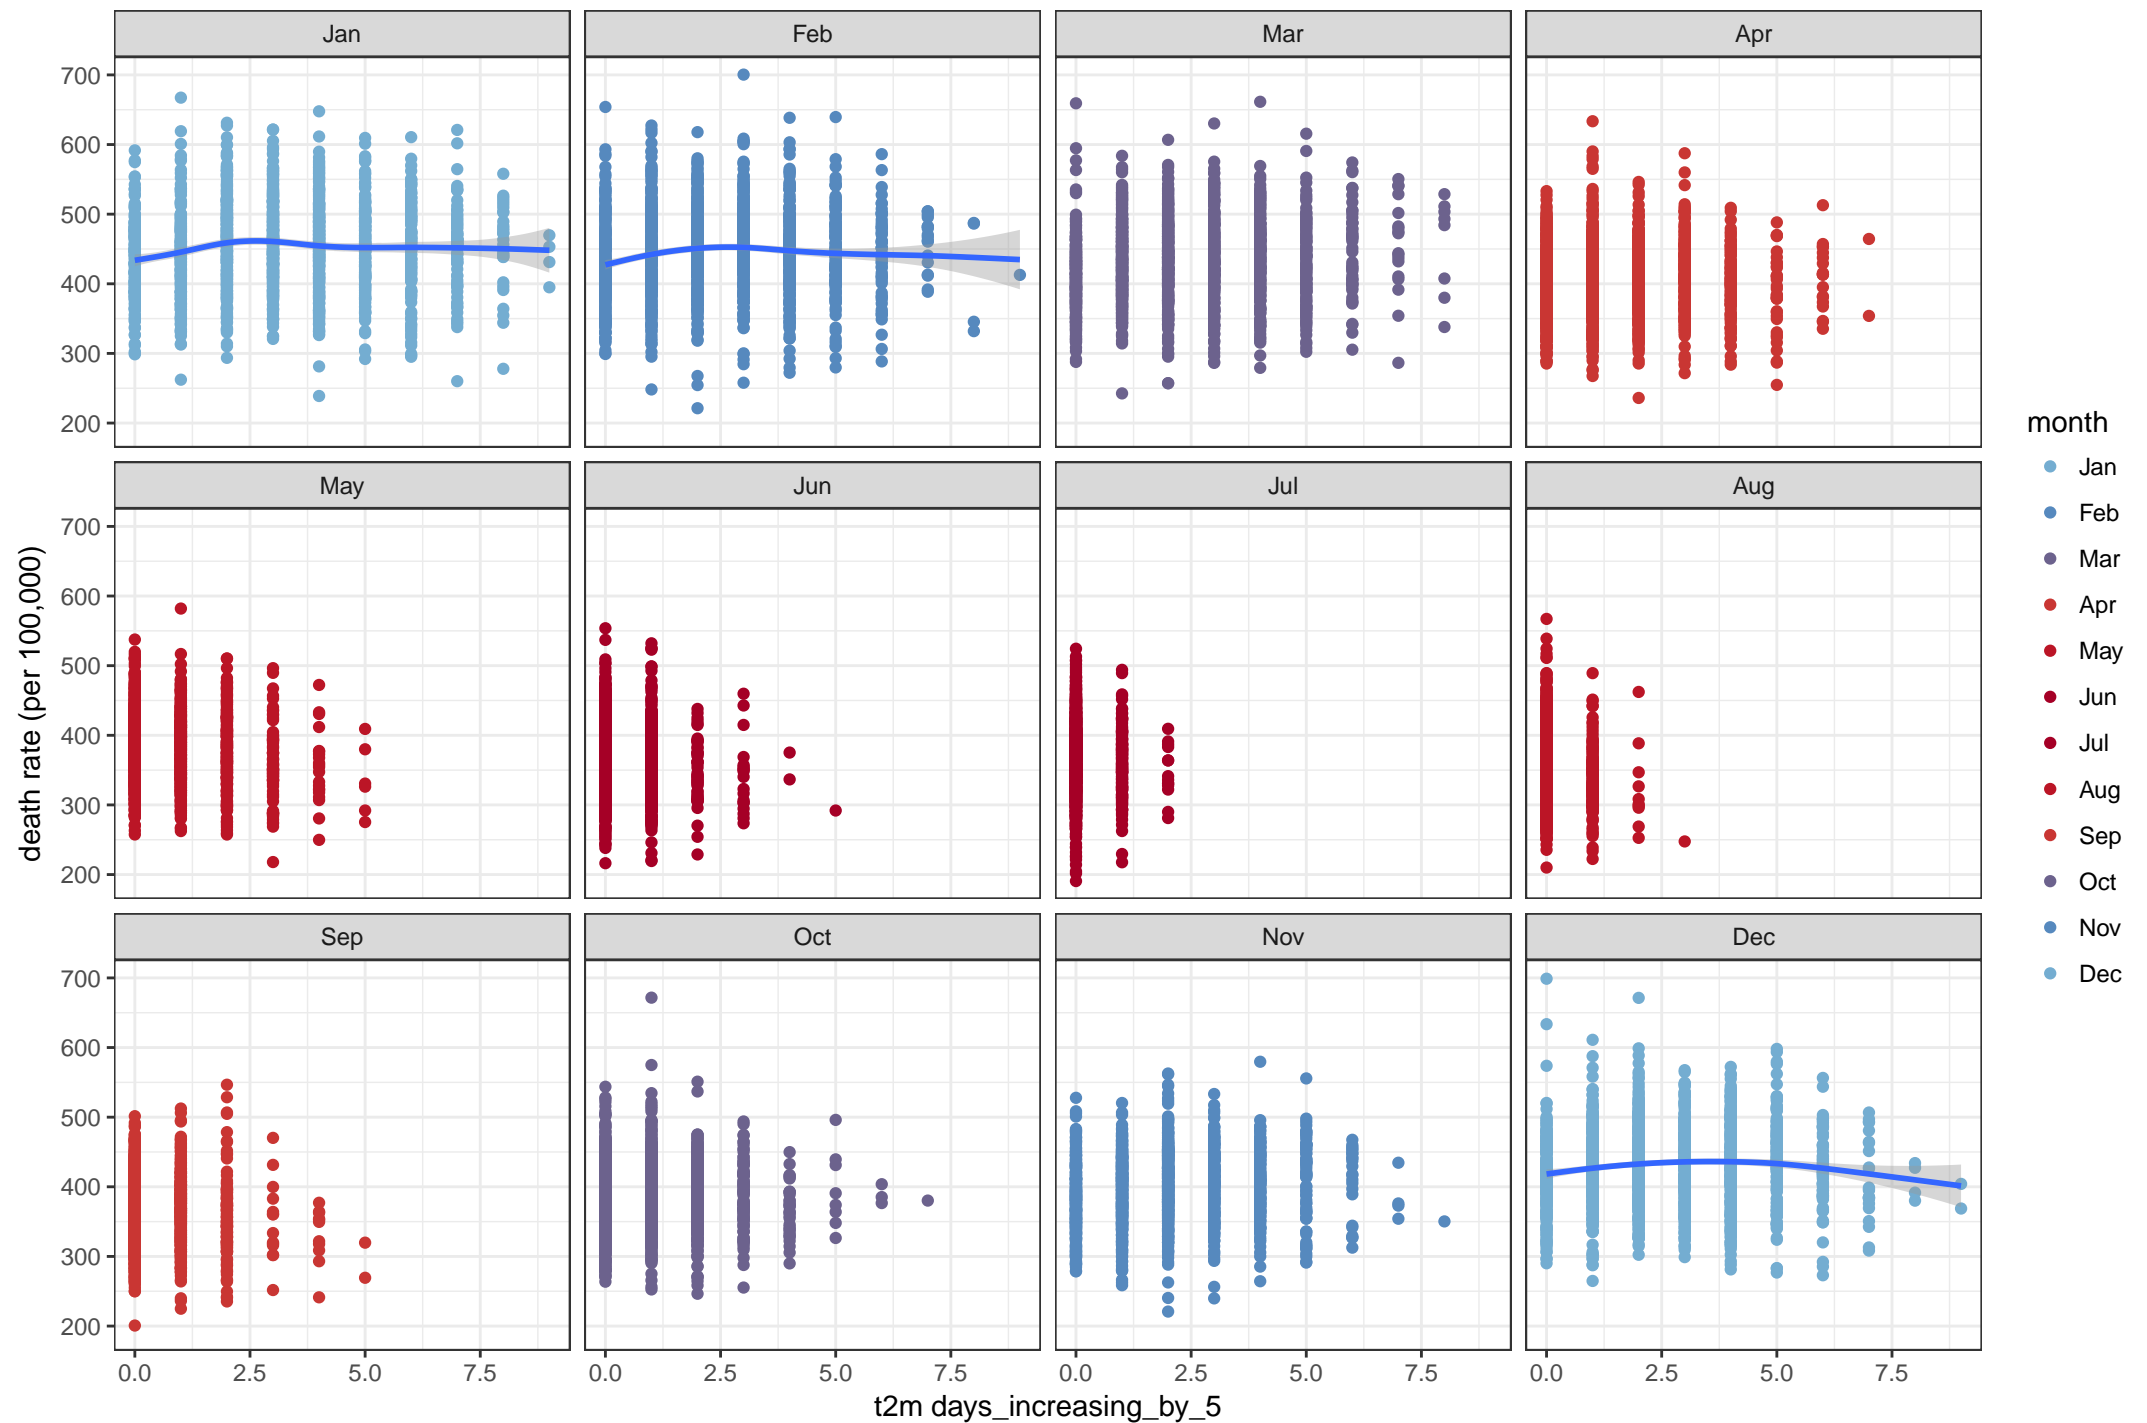 Jan Feb Mar Apr
700
600
500
400
300
200
May Jun Jul Aug
700
600
500
400
300
200
Sep Oct Nov Dec
700
600
500
400
300
200
0.0 2.5 5.0 7.5 0.0 2.5 5.0 7.5 0.0 2.5 5.0 7.5 0.0 2.5 5.0 7.5
t2m days_increasing_by_5
death rate (per 100,000)
month
Jan
Feb
Mar
Apr
May
Jun
Jul
Aug
Sep
Oct
Nov
Dec